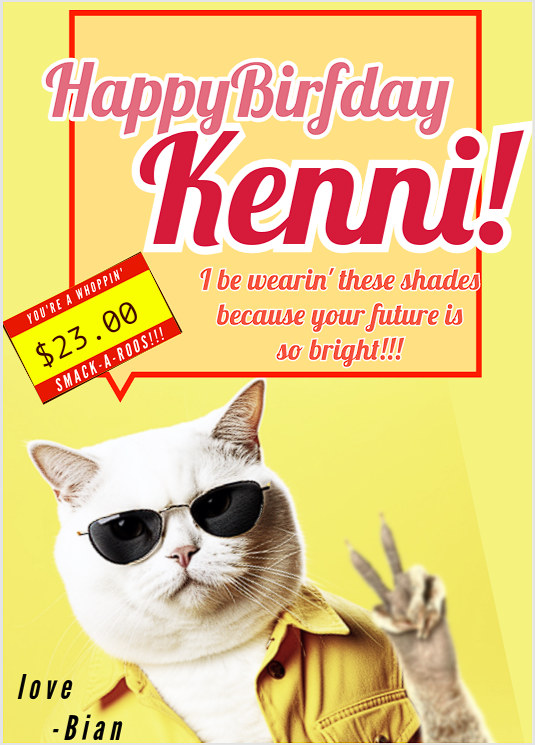 HappyBirfday
Kenni!
I be wearin' these shades
because your future is
so bright!!!
YOU'RE A WHOPPIN'
$23.00
SMACK-A-ROOS!!!
love
-Bian